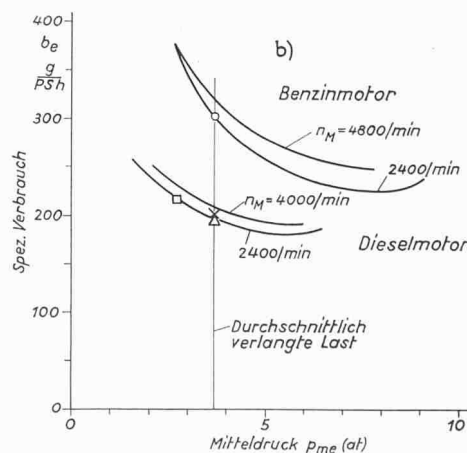 400
b_e
g/PSh
300
200
100
0
Spez. Verbrauch
b)
Benzinmotor
n_M = 4800/min
2400/min
n_M = 4000/min
2400/min
Dieselmotor
Durchschnittlich
verlangte Last
0
5
10
Mitteldruck p_me (at)